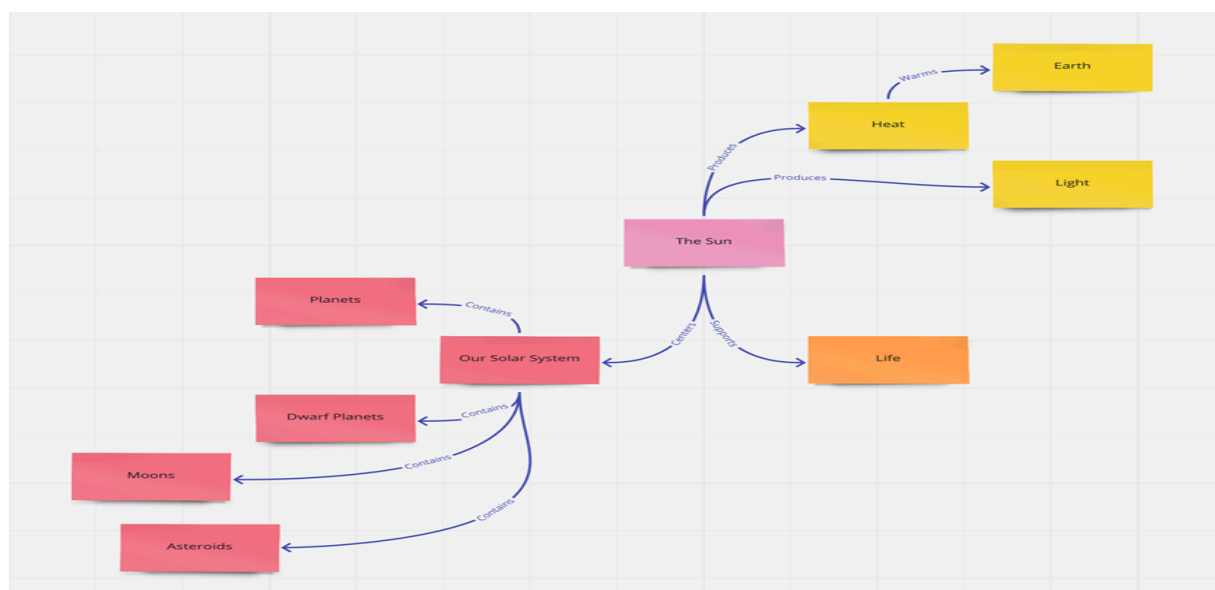 Earth
Warms
Heat
Produces
Produces
Light
The Sun
Planets
Contains
Centers
Supports
Our Solar System
Life
Dwarf Planets
Contains
Moons
Contains
Contains
Asteroids